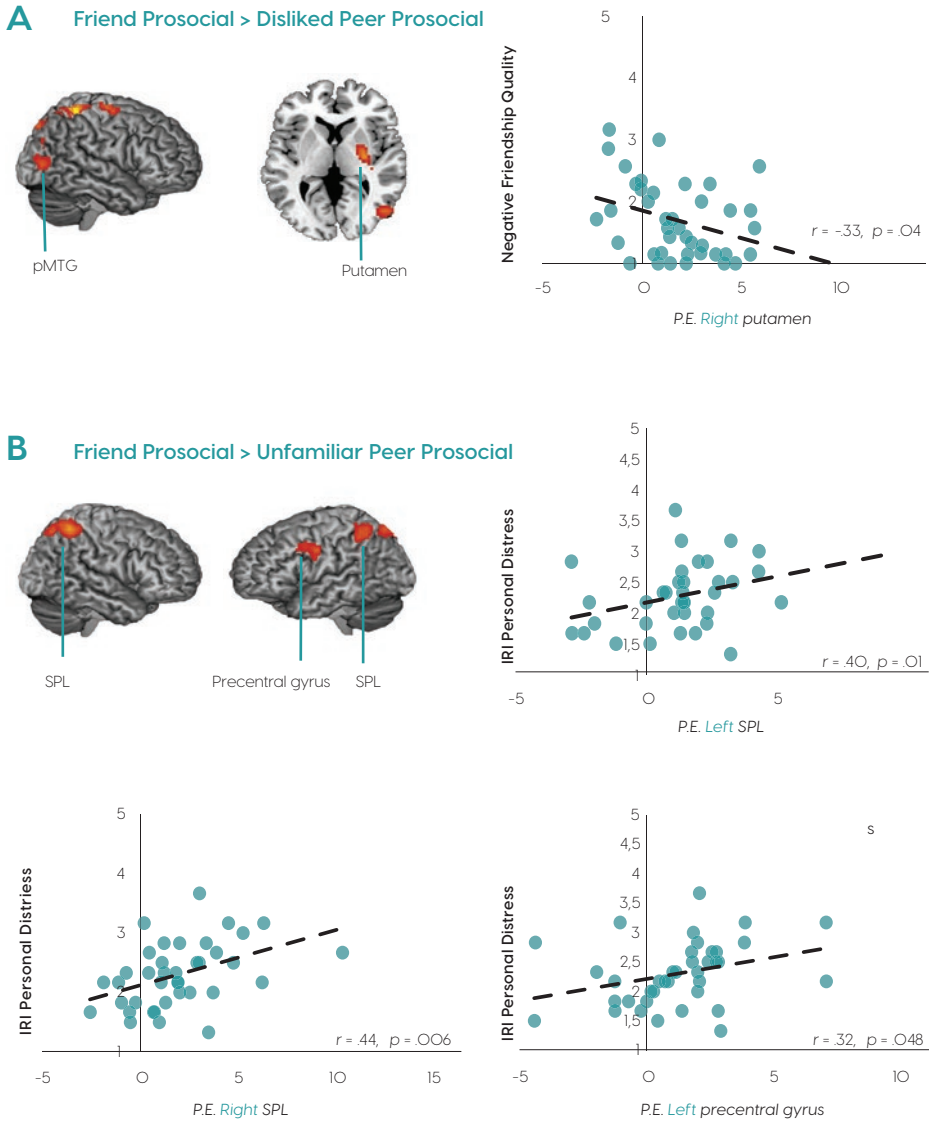 A
Friend Prosocial > Disliked Peer Prosocial
pMTG
Putamen
Negative Friendship Quality
5
4
3
2
1
r = -.33, p = .04
-5
0
5
10
P.E. Right putamen
B
Friend Prosocial > Unfamiliar Peer Prosocial
SPL
Precentral gyrus
SPL
IRI Personal Distress
5
4,5
4
3,5
3
2,5
2
1,5
1
r = .40, p = .01
-5
0
5
P.E. Left SPL
IRI Personal Distriess
5
4
3
2
1
r = .44, p = .006
-5
0
5
10
15
P.E. Right SPL
IRI Personal Distress
5
4,5
4
3,5
3
2,5
2
1,5
1
s
r = .32, p = .048
-5
0
5
10
P.E. Left precentral gyrus